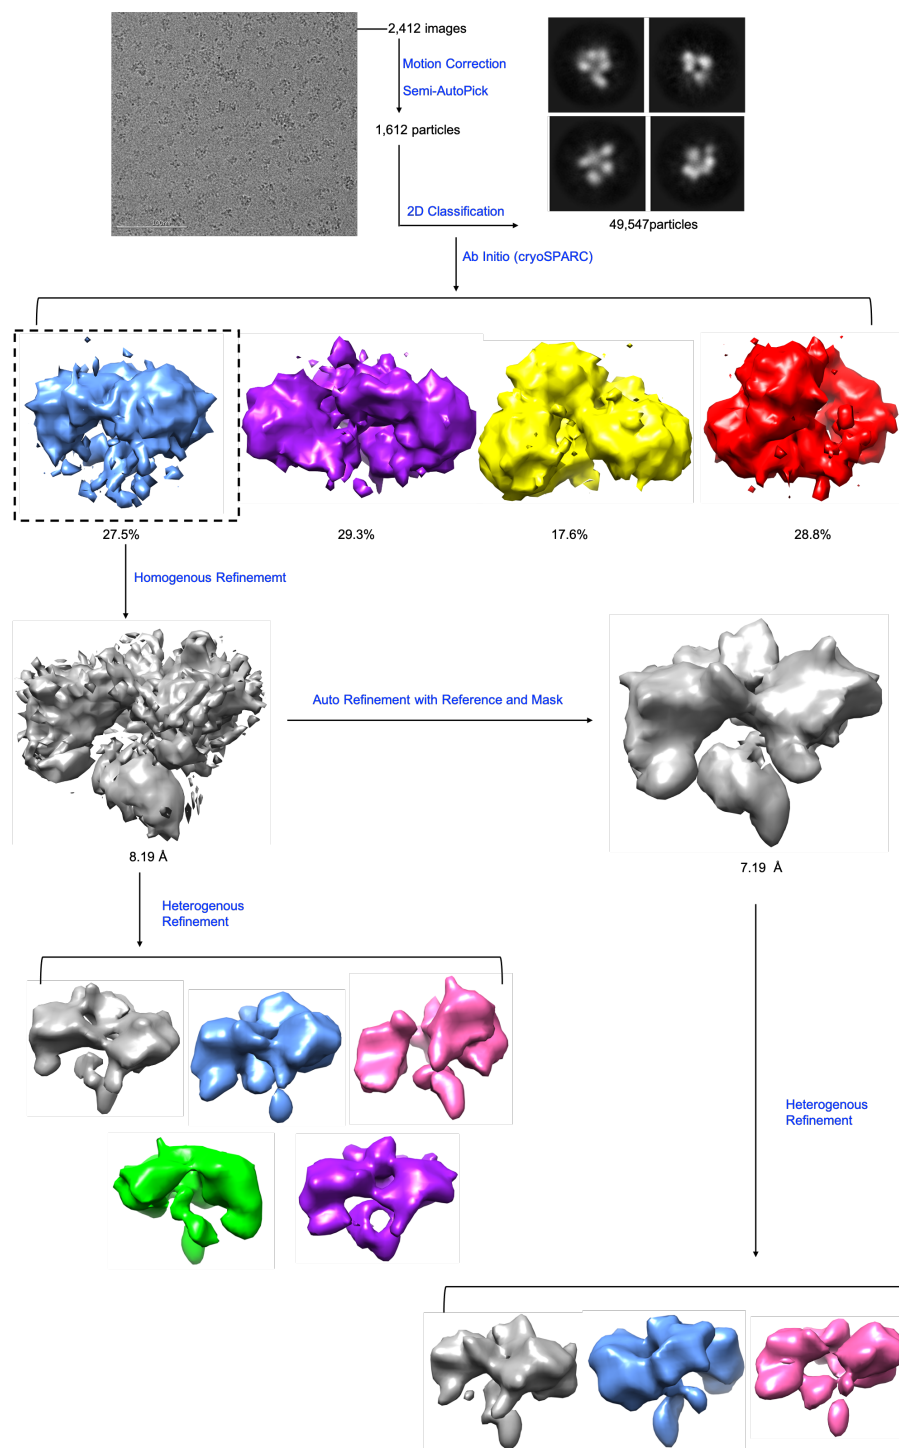 2,412 images
Motion Correction
Semi-AutoPick
1,612 particles
2D Classification
49,547particles
Ab Initio (cryoSPARC)
27.5%
29.3%
17.6%
28.8%
Homogenous Refinememt
Auto Refinement with Reference and Mask
8.19 Å
7.19 Å
Heterogenous
Refinement
Heterogenous
Refinement